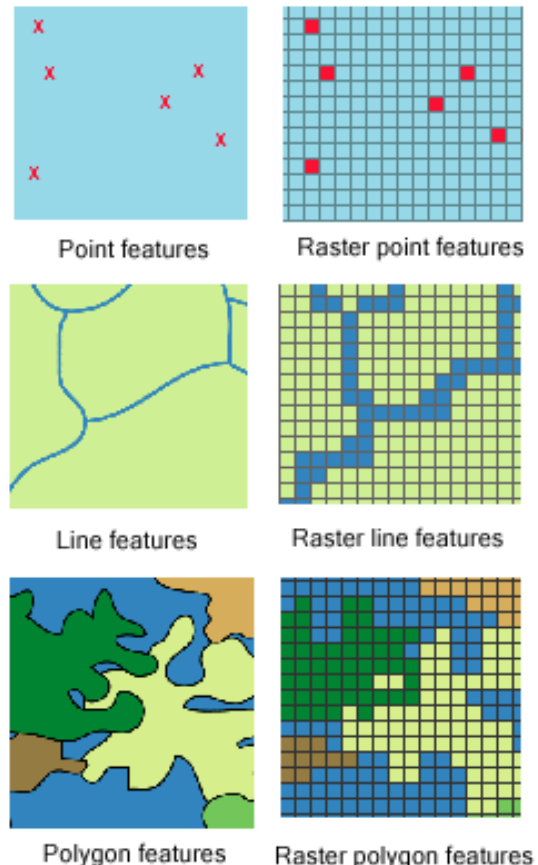 Point features
Raster point features
Line features
Raster line features
Polygon features
Raster polygon features